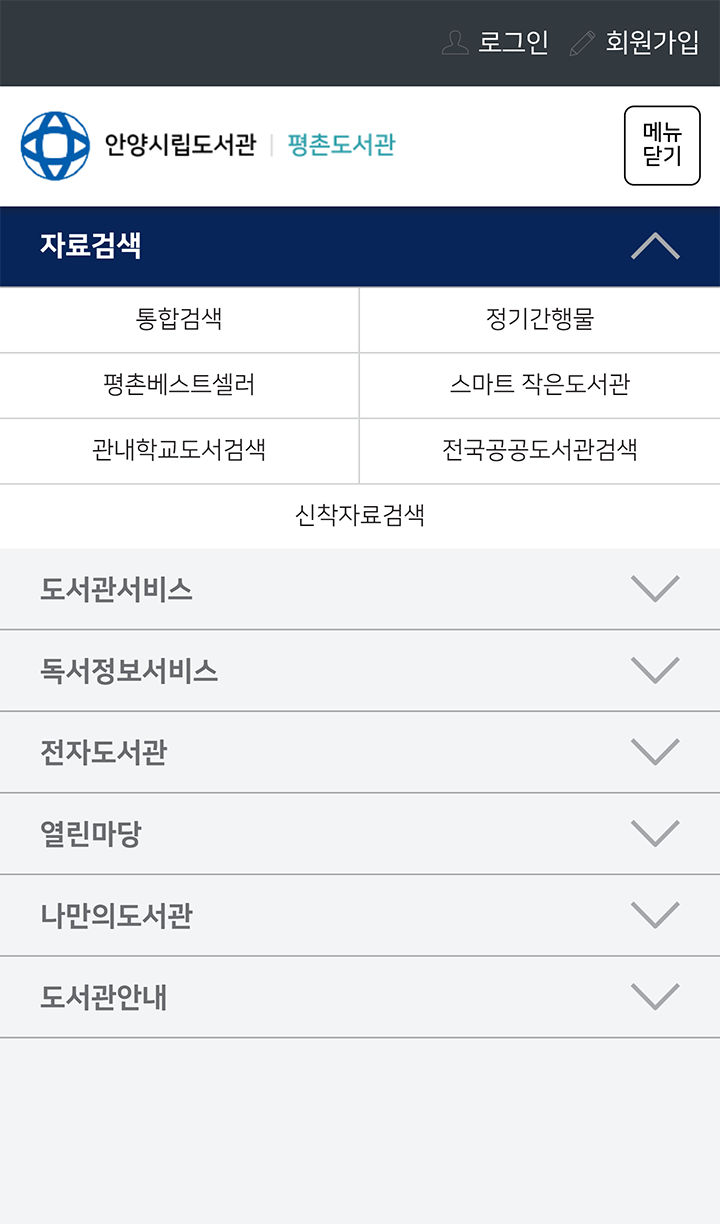 로그인 회원가입
안양시립도서관 | 평촌도서관
메뉴
닫기
자료검색
통합검색 정기간행물
평촌베스트셀러 스마트 작은도서관
관내학교도서검색 전국공공도서관검색
신착자료검색
도서관서비스
독서정보서비스
전자도서관
열린마당
나만의도서관
도서관안내